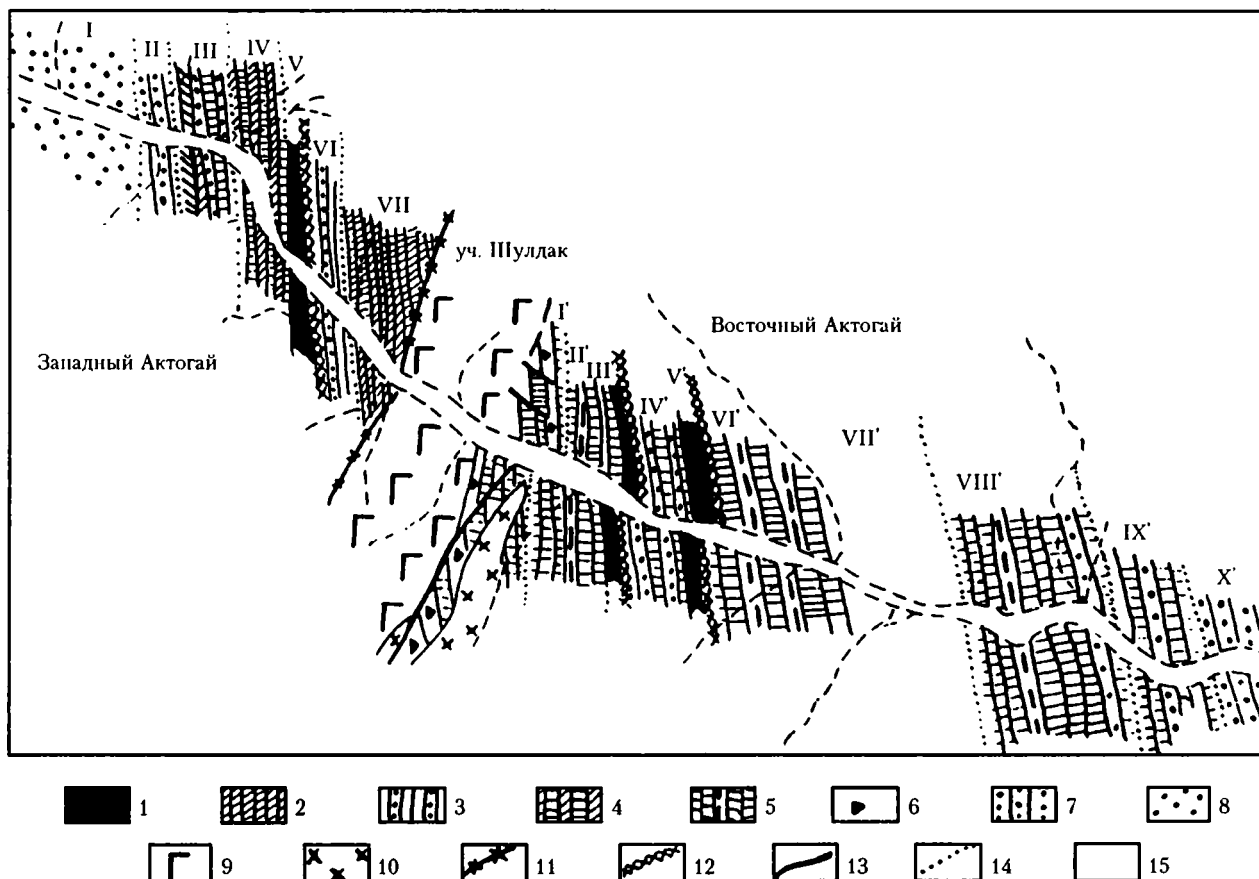 I
II
III
IV
V
VI
VII
уч. Шулдак
Западный Актогай
Восточный Актогай
I'
II'
III'
IV'
V'
VI'
VII'
VIII'
IX'
X'
1 2 3 4 5 6 7 8
9 10 11 12 13 14 15